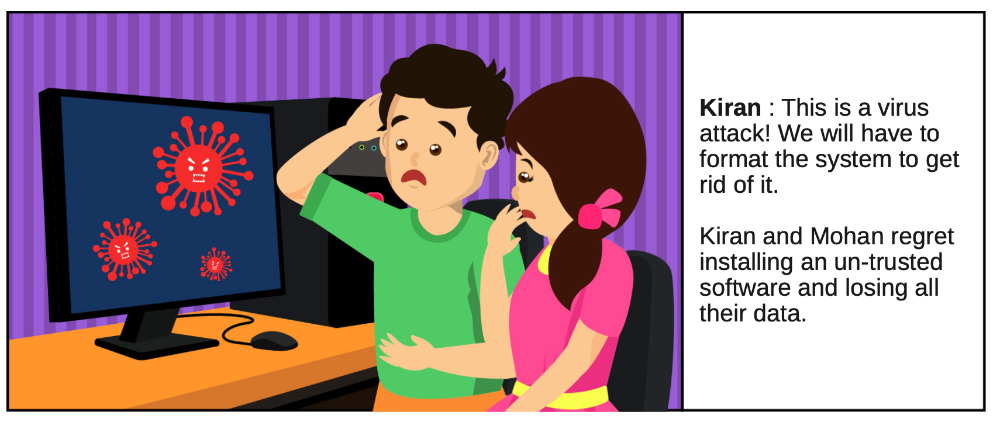 Kiran : This is a virus
attack! We will have to
format the system to get
rid of it.
Kiran and Mohan regret
installing an un-trusted
software and losing all
their data.